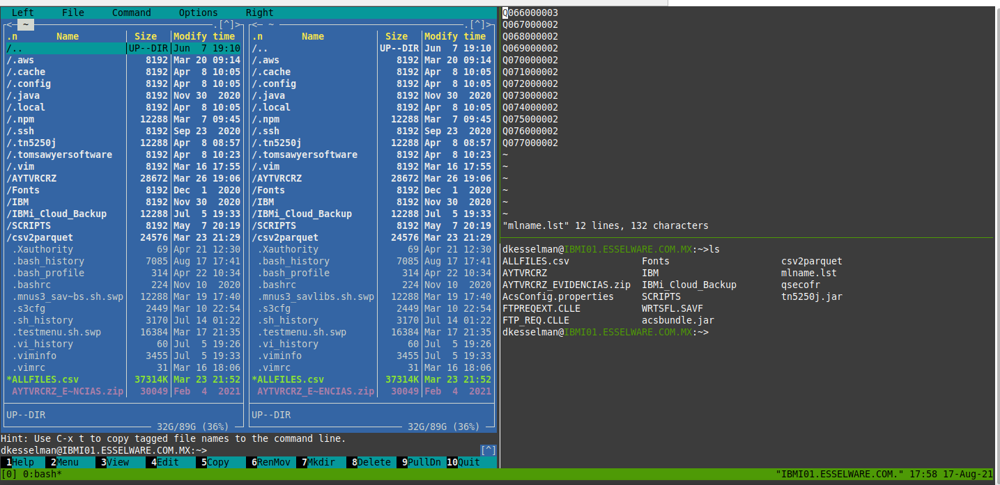 Left     File     Command     Options     Right
<─ ~ ─.[^]>
.n       Name          Size   Modify time
/..                   UP--DIR Jun  7 19:10
/.aws                    8192 Mar 20 09:14
/.cache                  8192 Apr  8 10:05
/.config                 8192 Apr  8 10:05
/.java                   8192 Nov 30  2020
/.local                  8192 Apr  8 10:05
/.npm                   12288 Mar  7 09:45
/.ssh                    8192 Sep 23  2020
/.tn5250j               12288 Apr  8 08:57
/.tomsawyersoftware      8192 Apr  8 10:23
/.vim                    8192 Mar 16 17:55
/AYTVRCRZ               28672 Mar 26 19:06
/Fonts                   8192 Dec  1  2020
/IBM                     8192 Nov 30  2020
/IBMi_Cloud_Backup      12288 Jul  5 19:33
/SCRIPTS                 8192 May  7 20:19
/csv2parquet            24576 Mar 23 21:29
.Xauthority                69 Apr 21 12:30
.bash_history            7085 Aug 17 17:41
.bash_profile             314 Apr 22 10:34
.bashrc                   224 Nov 10  2020
.mnus3_sav~bs.sh.swp    12288 Mar 19 17:40
.s3cfg                   2449 Mar 10 22:54
.sh_history              3170 Jul 14 01:22
.testmenu.sh.swp        16384 Mar 17 21:35
.vi_history                60 Jul  5 19:26
.viminfo                 3455 Jul  5 19:33
.vimrc                     31 Mar 16 18:06
*ALLFILES.csv          37314K Mar 23 21:52
AYTVRCRZ_E~NCIAS.zip    30049 Feb  4  2021
UP--DIR
32G/89G (36%)
<─ ~ ─.[^]>
.n       Name          Size   Modify time
/..                   UP--DIR Jun  7 19:10
/.aws                    8192 Mar 20 09:14
/.cache                  8192 Apr  8 10:05
/.config                 8192 Apr  8 10:05
/.java                   8192 Nov 30  2020
/.local                  8192 Apr  8 10:05
/.npm                   12288 Mar  7 09:45
/.ssh                    8192 Sep 23  2020
/.tn5250j               12288 Apr  8 08:57
/.tomsawyersoftware      8192 Apr  8 10:23
/.vim                    8192 Mar 16 17:55
/AYTVRCRZ               28672 Mar 26 19:06
/Fonts                   8192 Dec  1  2020
/IBM                     8192 Nov 30  2020
/IBMi_Cloud_Backup      12288 Jul  5 19:33
/SCRIPTS                 8192 May  7 20:19
/csv2parquet            24576 Mar 23 21:29
.Xauthority                69 Apr 21 12:30
.bash_history            7085 Aug 17 17:41
.bash_profile             314 Apr 22 10:34
.bashrc                   224 Nov 10  2020
.mnus3_savlibs.sh.swp   12288 Mar 19 17:40
.s3cfg                   2449 Mar 10 22:54
.sh_history              3170 Jul 14 01:22
.testmenu.sh.swp        16384 Mar 17 21:35
.vi_history                60 Jul  5 19:26
.viminfo                 3455 Jul  5 19:33
.vimrc                     31 Mar 16 18:06
*ALLFILES.csv          37314K Mar 23 21:52
AYTVRCRZ_E~ENCIAS.zip   30049 Feb  4  2021
UP--DIR
32G/89G (36%)
Hint: Use C-x t to copy tagged file names to the command line.
dkesselman@IBMI01.ESSELWARE.COM.MX:~> [^]
1Help 2Menu 3View 4Edit 5Copy 6RenMov 7Mkdir 8Delete 9PullDn 10Quit
Q066000003
Q067000002
Q068000002
Q069000002
Q070000002
Q071000002
Q072000002
Q073000002
Q074000002
Q075000002
Q076000002
Q077000002
~
~
~
~
~
~
"mlname.lst" 12 lines, 132 characters
dkesselman@IBMI01.ESSELWARE.COM.MX:~>ls
ALLFILES.csv             Fonts                    csv2parquet
AYTVRCRZ                 IBM                      mlname.lst
AYTVRCRZ_EVIDENCIAS.zip  IBMi_Cloud_Backup        qsecofr
AcsConfig.properties     SCRIPTS                  tn5250j.jar
FTPREQEXT.CLLE           WRTSFL.SAVF
FTP_REQ.CLLE             acsbundle.jar
dkesselman@IBMI01.ESSELWARE.COM.MX:~>
[0] 0:bash* "IBMI01.ESSELWARE.COM." 17:58 17-Aug-21